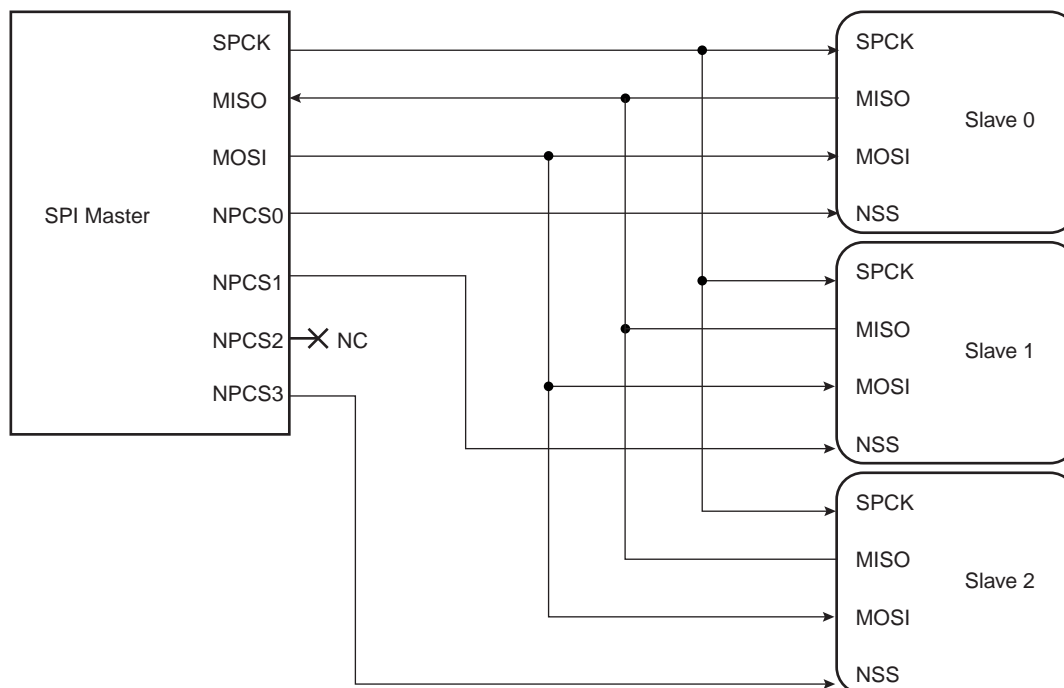 SPI Master
SPCK
MISO
MOSI
NPCS0
NPCS1
NPCS2
NC
NPCS3
SPCK
MISO
Slave 0
MOSI
NSS
SPCK
MISO
Slave 1
MOSI
NSS
SPCK
MISO
Slave 2
MOSI
NSS